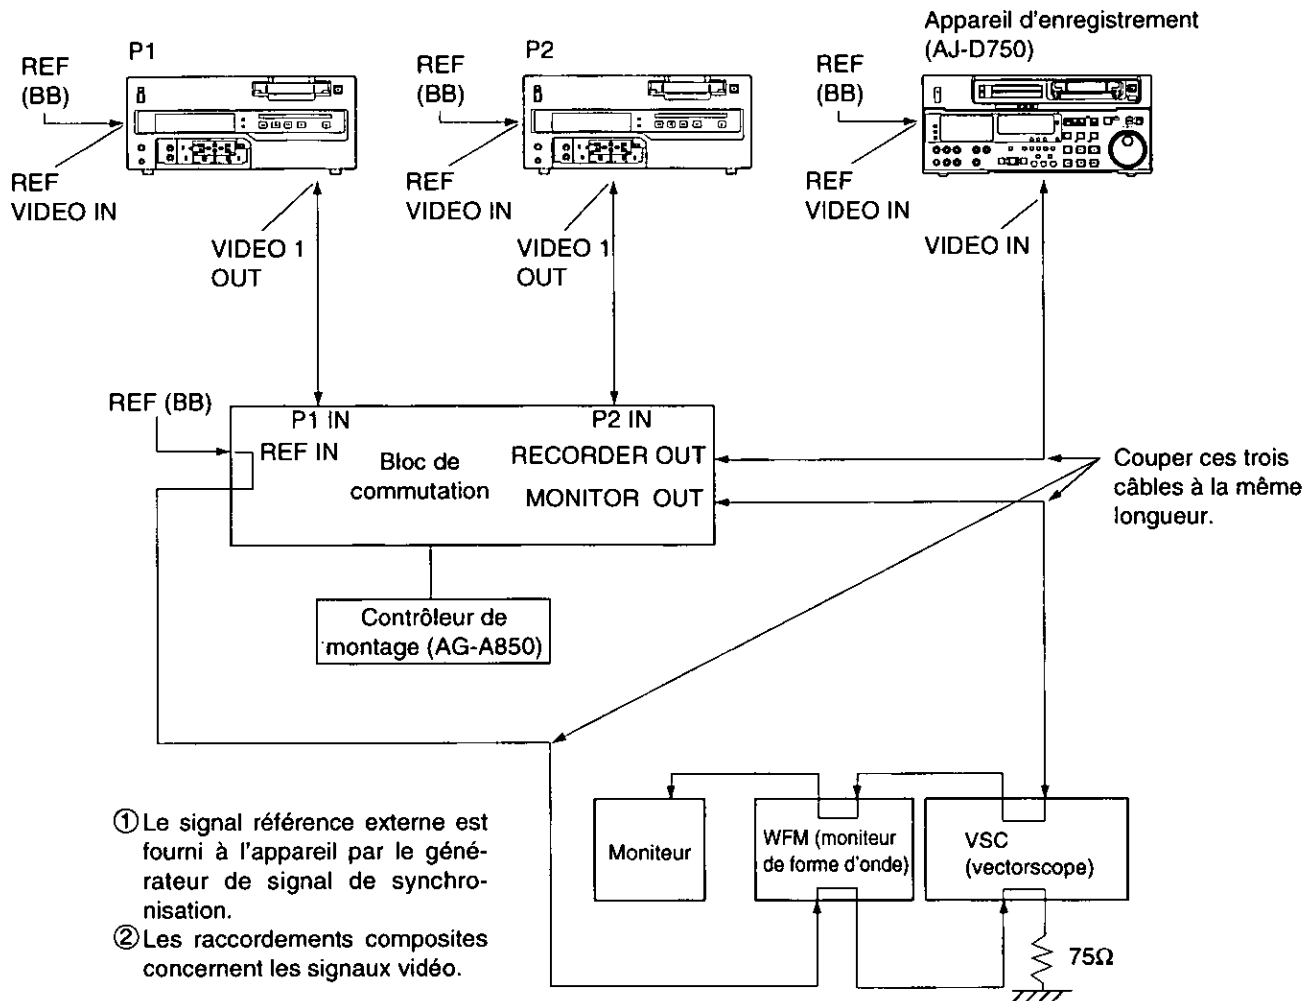 Appareil d'enregistrement
(AJ-D750)
P1
P2
REF
(BB)
REF
(BB)
REF
(BB)
REF
VIDEO IN
REF
VIDEO IN
REF
VIDEO IN
VIDEO 1
OUT
VIDEO 1
OUT
VIDEO IN
REF (BB)
P1 IN
P2 IN
REF IN
Bloc de
commutation
RECORDER OUT
MONITOR OUT
Couper ces trois
câbles à la même
longueur.
Contrôleur de
montage (AG-A850)
Moniteur
WFM (moniteur
de forme d'onde)
VSC
(vectorscope)
75Ω
①Le signal référence externe est
fourni à l'appareil par le géné-
rateur de signal de synchro-
nisation.
②Les raccordements composites
concernent les signaux vidéo.